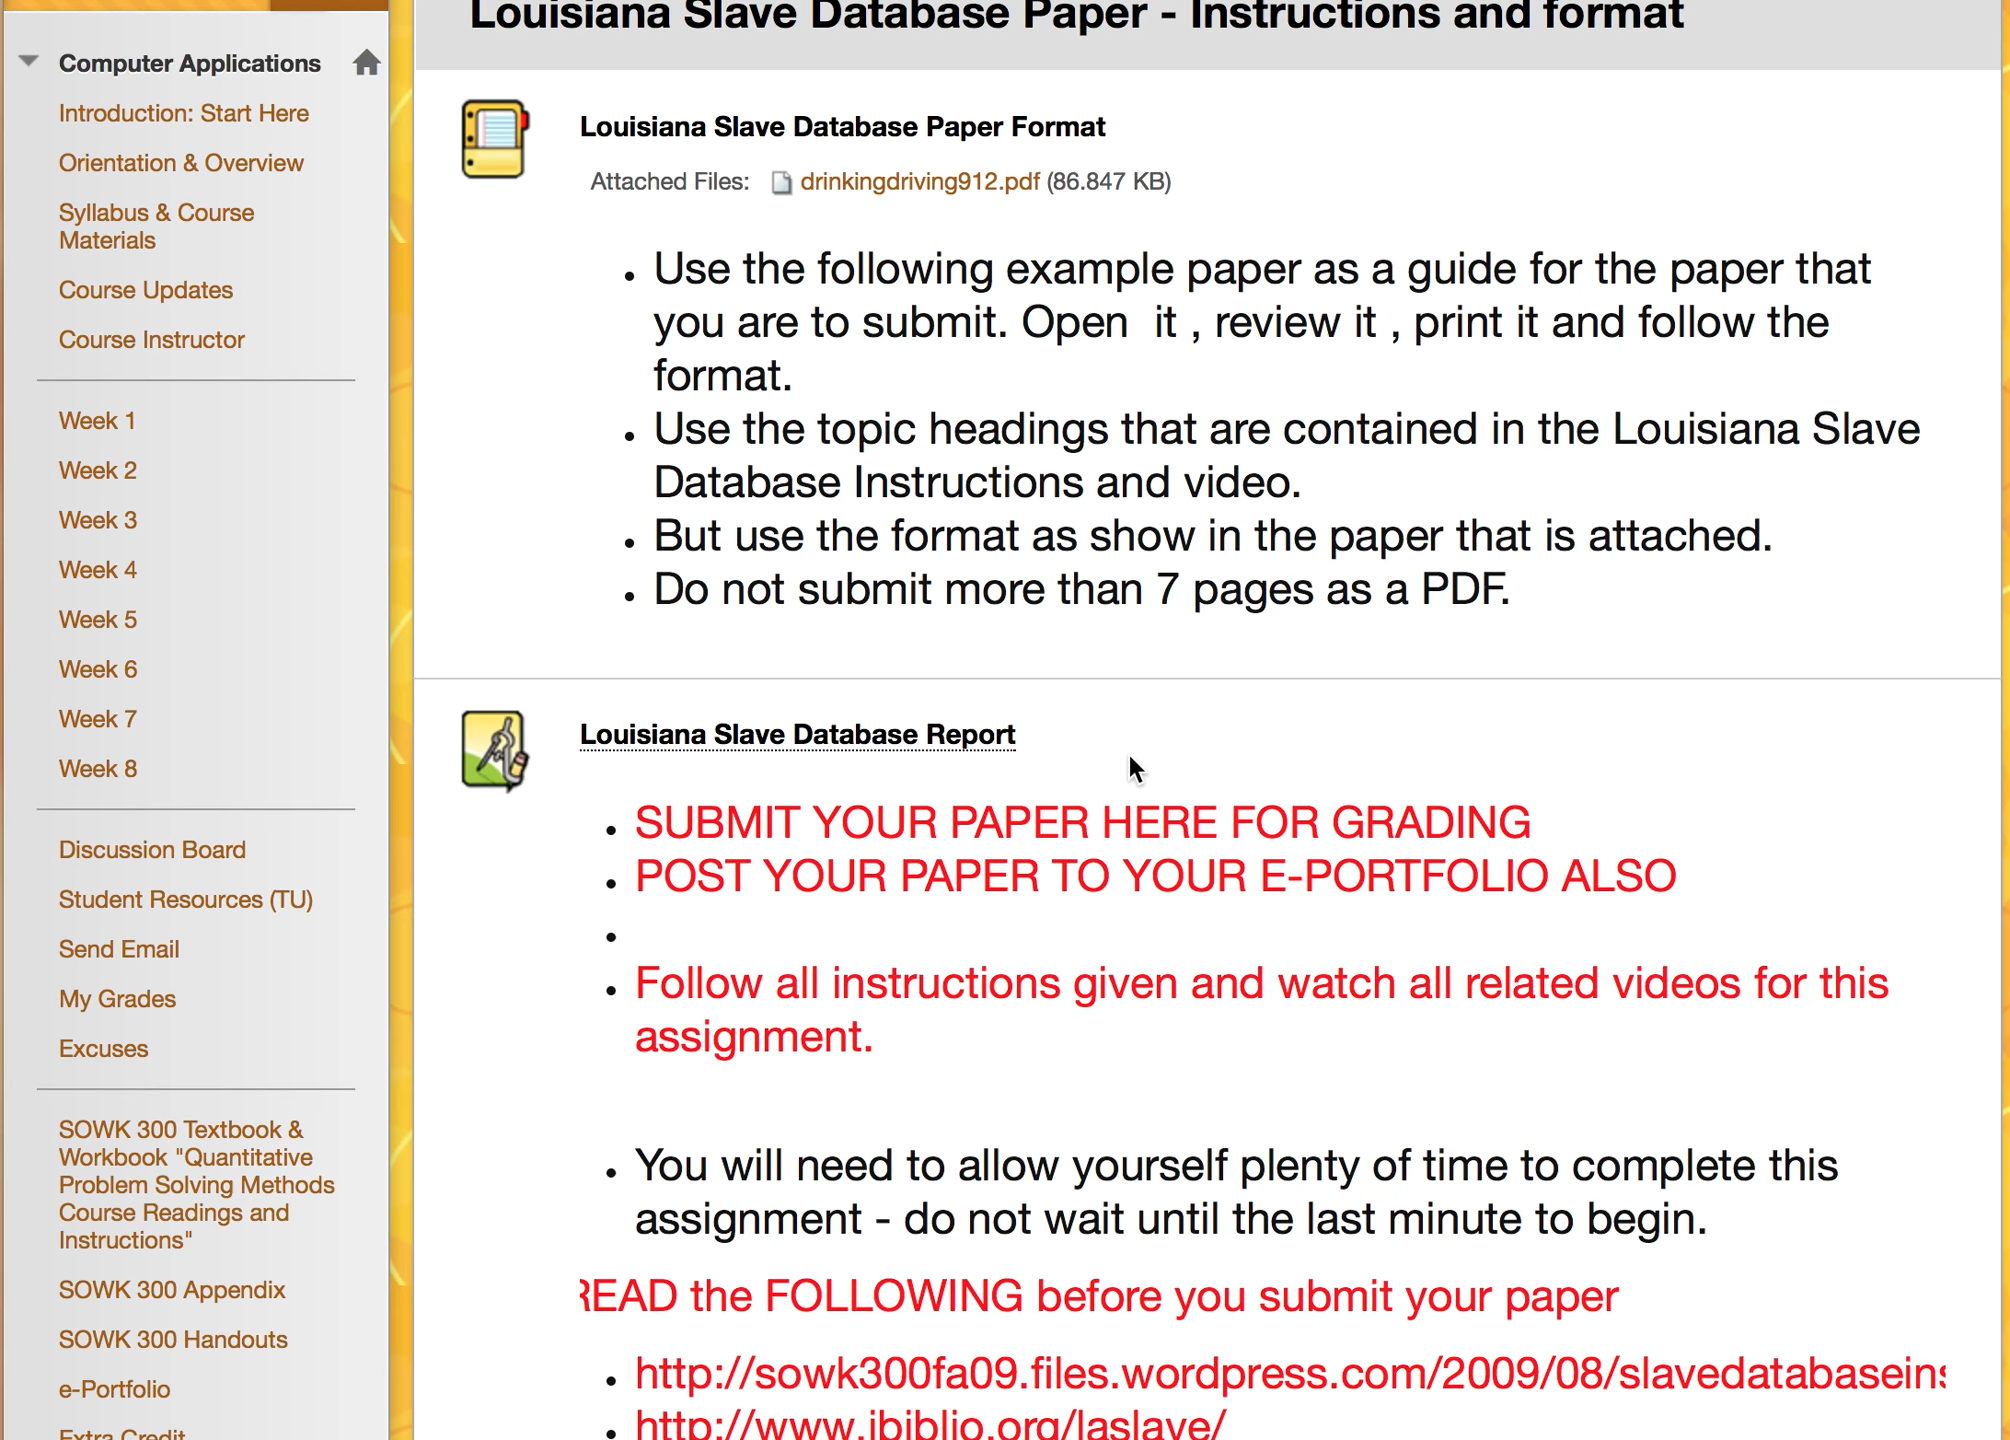 Louisiana Slave Database Paper - Instructions and format
Computer Applications
Introduction: Start Here
Orientation & Overview
Syllabus & Course
Materials
Course Updates
Course Instructor
Week 1
Week 2
Week 3
Week 4
Week 5
Week 6
Week 7
Week 8
Discussion Board
Student Resources (TU)
Send Email
My Grades
Excuses
SOWK 300 Textbook &
Workbook "Quantitative
Problem Solving Methods
Course Readings and
Instructions"
SOWK 300 Appendix
SOWK 300 Handouts
e-Portfolio
Extra Credit
Louisiana Slave Database Paper Format
Attached Files: drinkingdriving912.pdf (86.847 KB)
• Use the following example paper as a guide for the paper that
you are to submit. Open  it , review it , print it and follow the
format.
• Use the topic headings that are contained in the Louisiana Slave
Database Instructions and video.
• But use the format as show in the paper that is attached.
• Do not submit more than 7 pages as a PDF.
Louisiana Slave Database Report
• SUBMIT YOUR PAPER HERE FOR GRADING
• POST YOUR PAPER TO YOUR E-PORTFOLIO ALSO
•
• Follow all instructions given and watch all related videos for this
assignment.
• You will need to allow yourself plenty of time to complete this
assignment - do not wait until the last minute to begin.
READ the FOLLOWING before you submit your paper
• http://sowk300fa09.files.wordpress.com/2009/08/slavedatabaseins
• http://www.ibiblio.org/laslave/